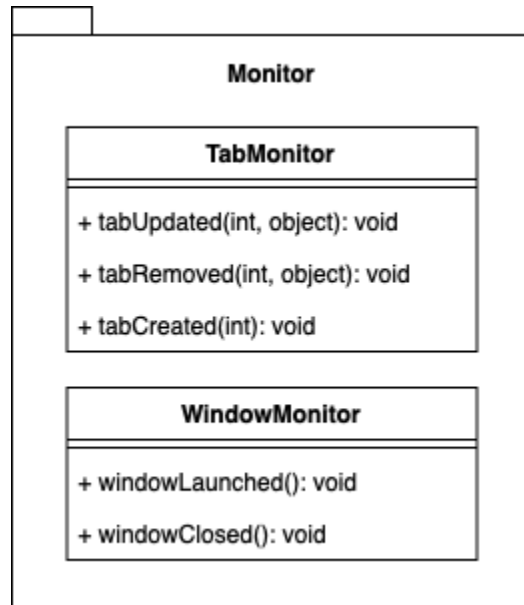 Monitor
TabMonitor
+ tabUpdated(int, object): void
+ tabRemoved(int, object): void
+ tabCreated(int): void
WindowMonitor
+ windowLaunched(): void
+ windowClosed(): void